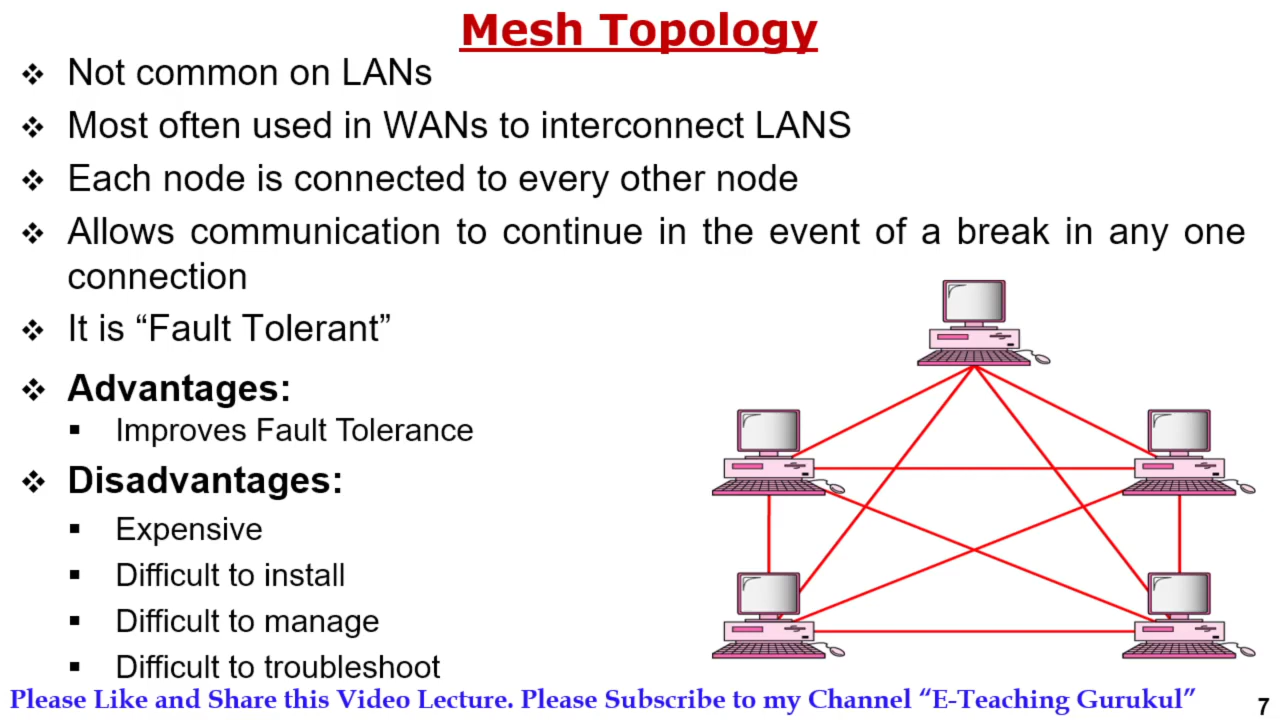 Mesh Topology
❖ Not common on LANs
❖ Most often used in WANs to interconnect LANS
❖ Each node is connected to every other node
❖ Allows communication to continue in the event of a break in any one
connection
❖ It is “Fault Tolerant”
❖ Advantages:
▪ Improves Fault Tolerance
❖ Disadvantages:
▪ Expensive
▪ Difficult to install
▪ Difficult to manage
▪ Difficult to troubleshoot
Please Like and Share this Video Lecture. Please Subscribe to my Channel “E-Teaching Gurukul”
7